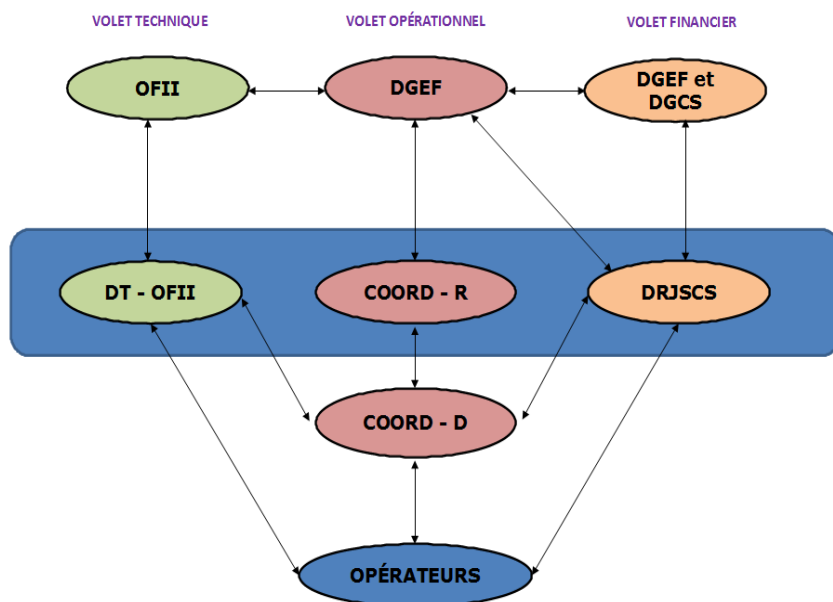 VOLET TECHNIQUE
VOLET OPÉRATIONNEL
VOLET FINANCIER
OFII
DGEF
DGEF et
DGCS
DT - OFII
COORD - R
DRJSCS
COORD - D
OPÉRATEURS